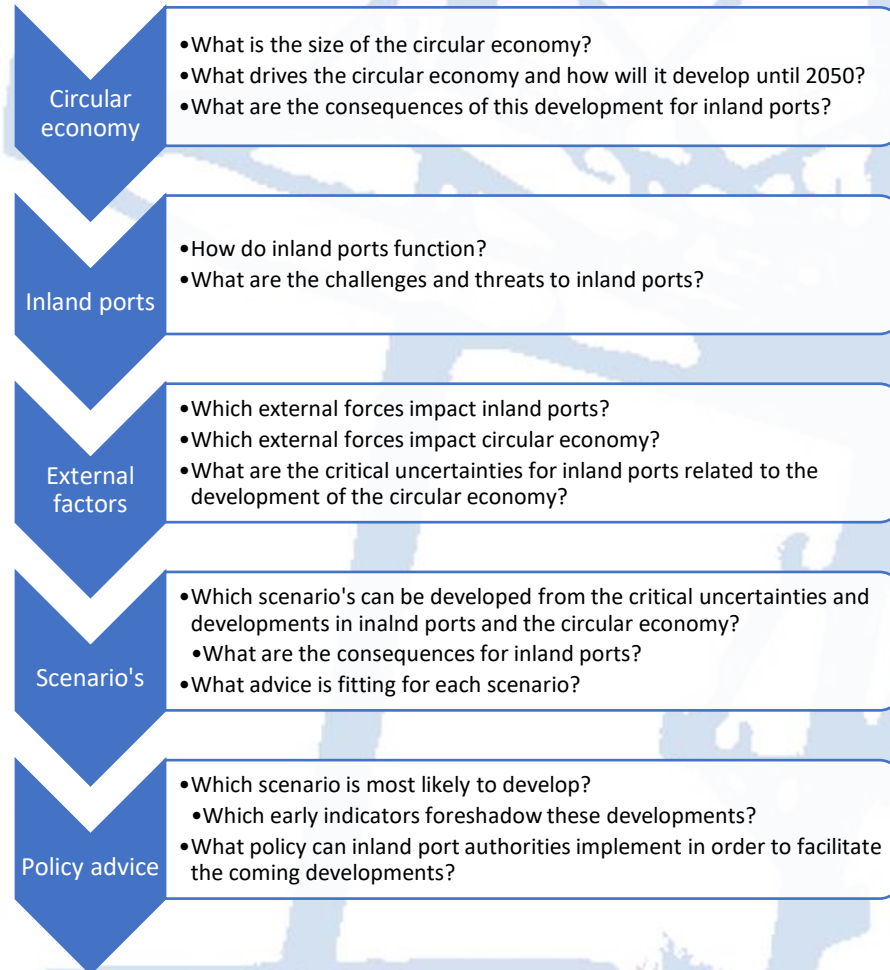 Circular
economy
•What is the size of the circular economy?
•What drives the circular economy and how will it develop until 2050?
•What are the consequences of this development for inland ports?
Inland ports
•How do inland ports function?
•What are the challenges and threats to inland ports?
External
factors
•Which external forces impact inland ports?
•Which external forces impact circular economy?
•What are the critical uncertainties for inland ports related to the
development of the circular economy?
Scenario's
•Which scenario's can be developed from the critical uncertainties and
developments in inalnd ports and the circular economy?
•What are the consequences for inland ports?
•What advice is fitting for each scenario?
Policy advice
•Which scenario is most likely to develop?
•Which early indicators foreshadow these developments?
•What policy can inland port authorities implement in order to facilitate
the coming developments?